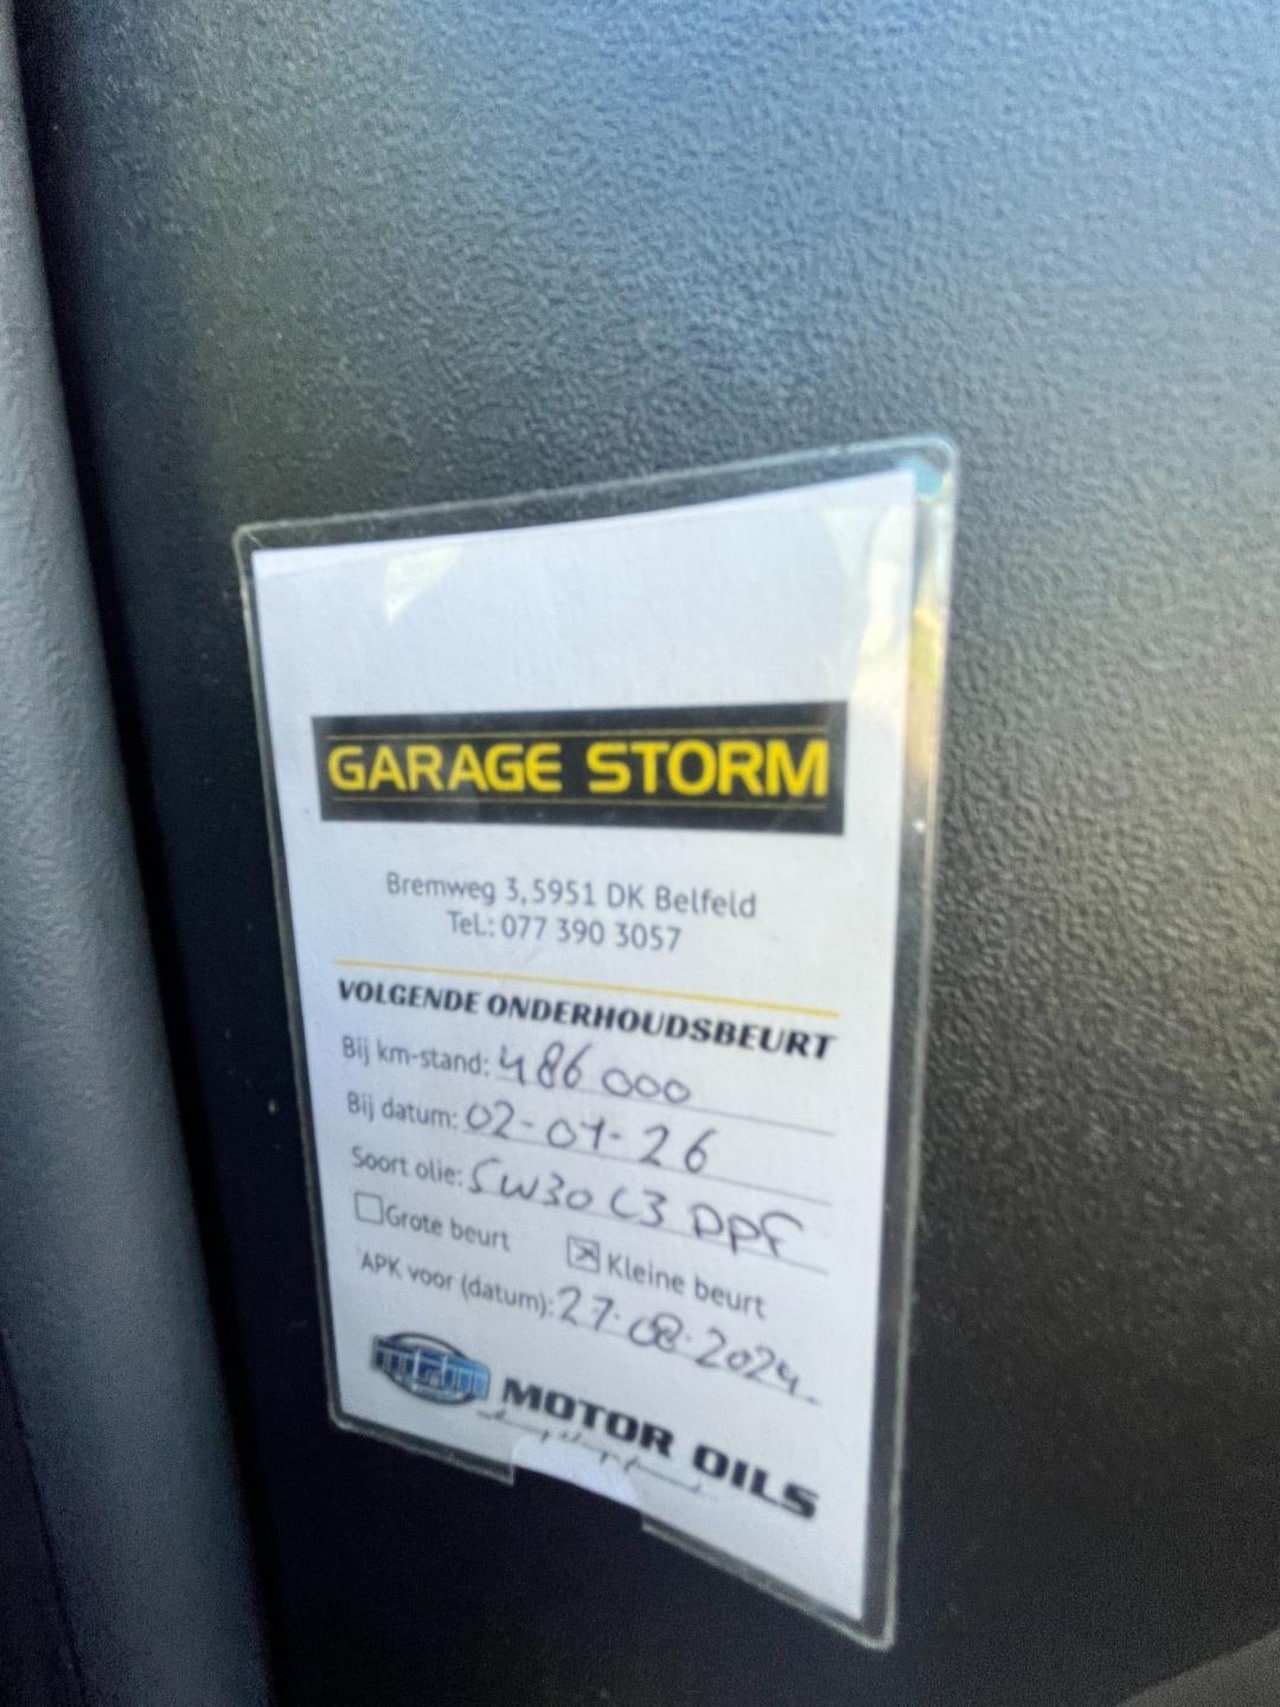 GARAGE STORM
Bremweg 3, 5951 DK Belfeld
Tel.: 077 390 3057
VOLGENDE ONDERHOUDSBEURT
Bij km-stand: 486 000
Bij datum: 02-04-26
Soort olie: 5W30 C3 DPF
Grote beurt Kleine beurt
APK voor (datum): 27-08-2024
MPM MOTOR OILS